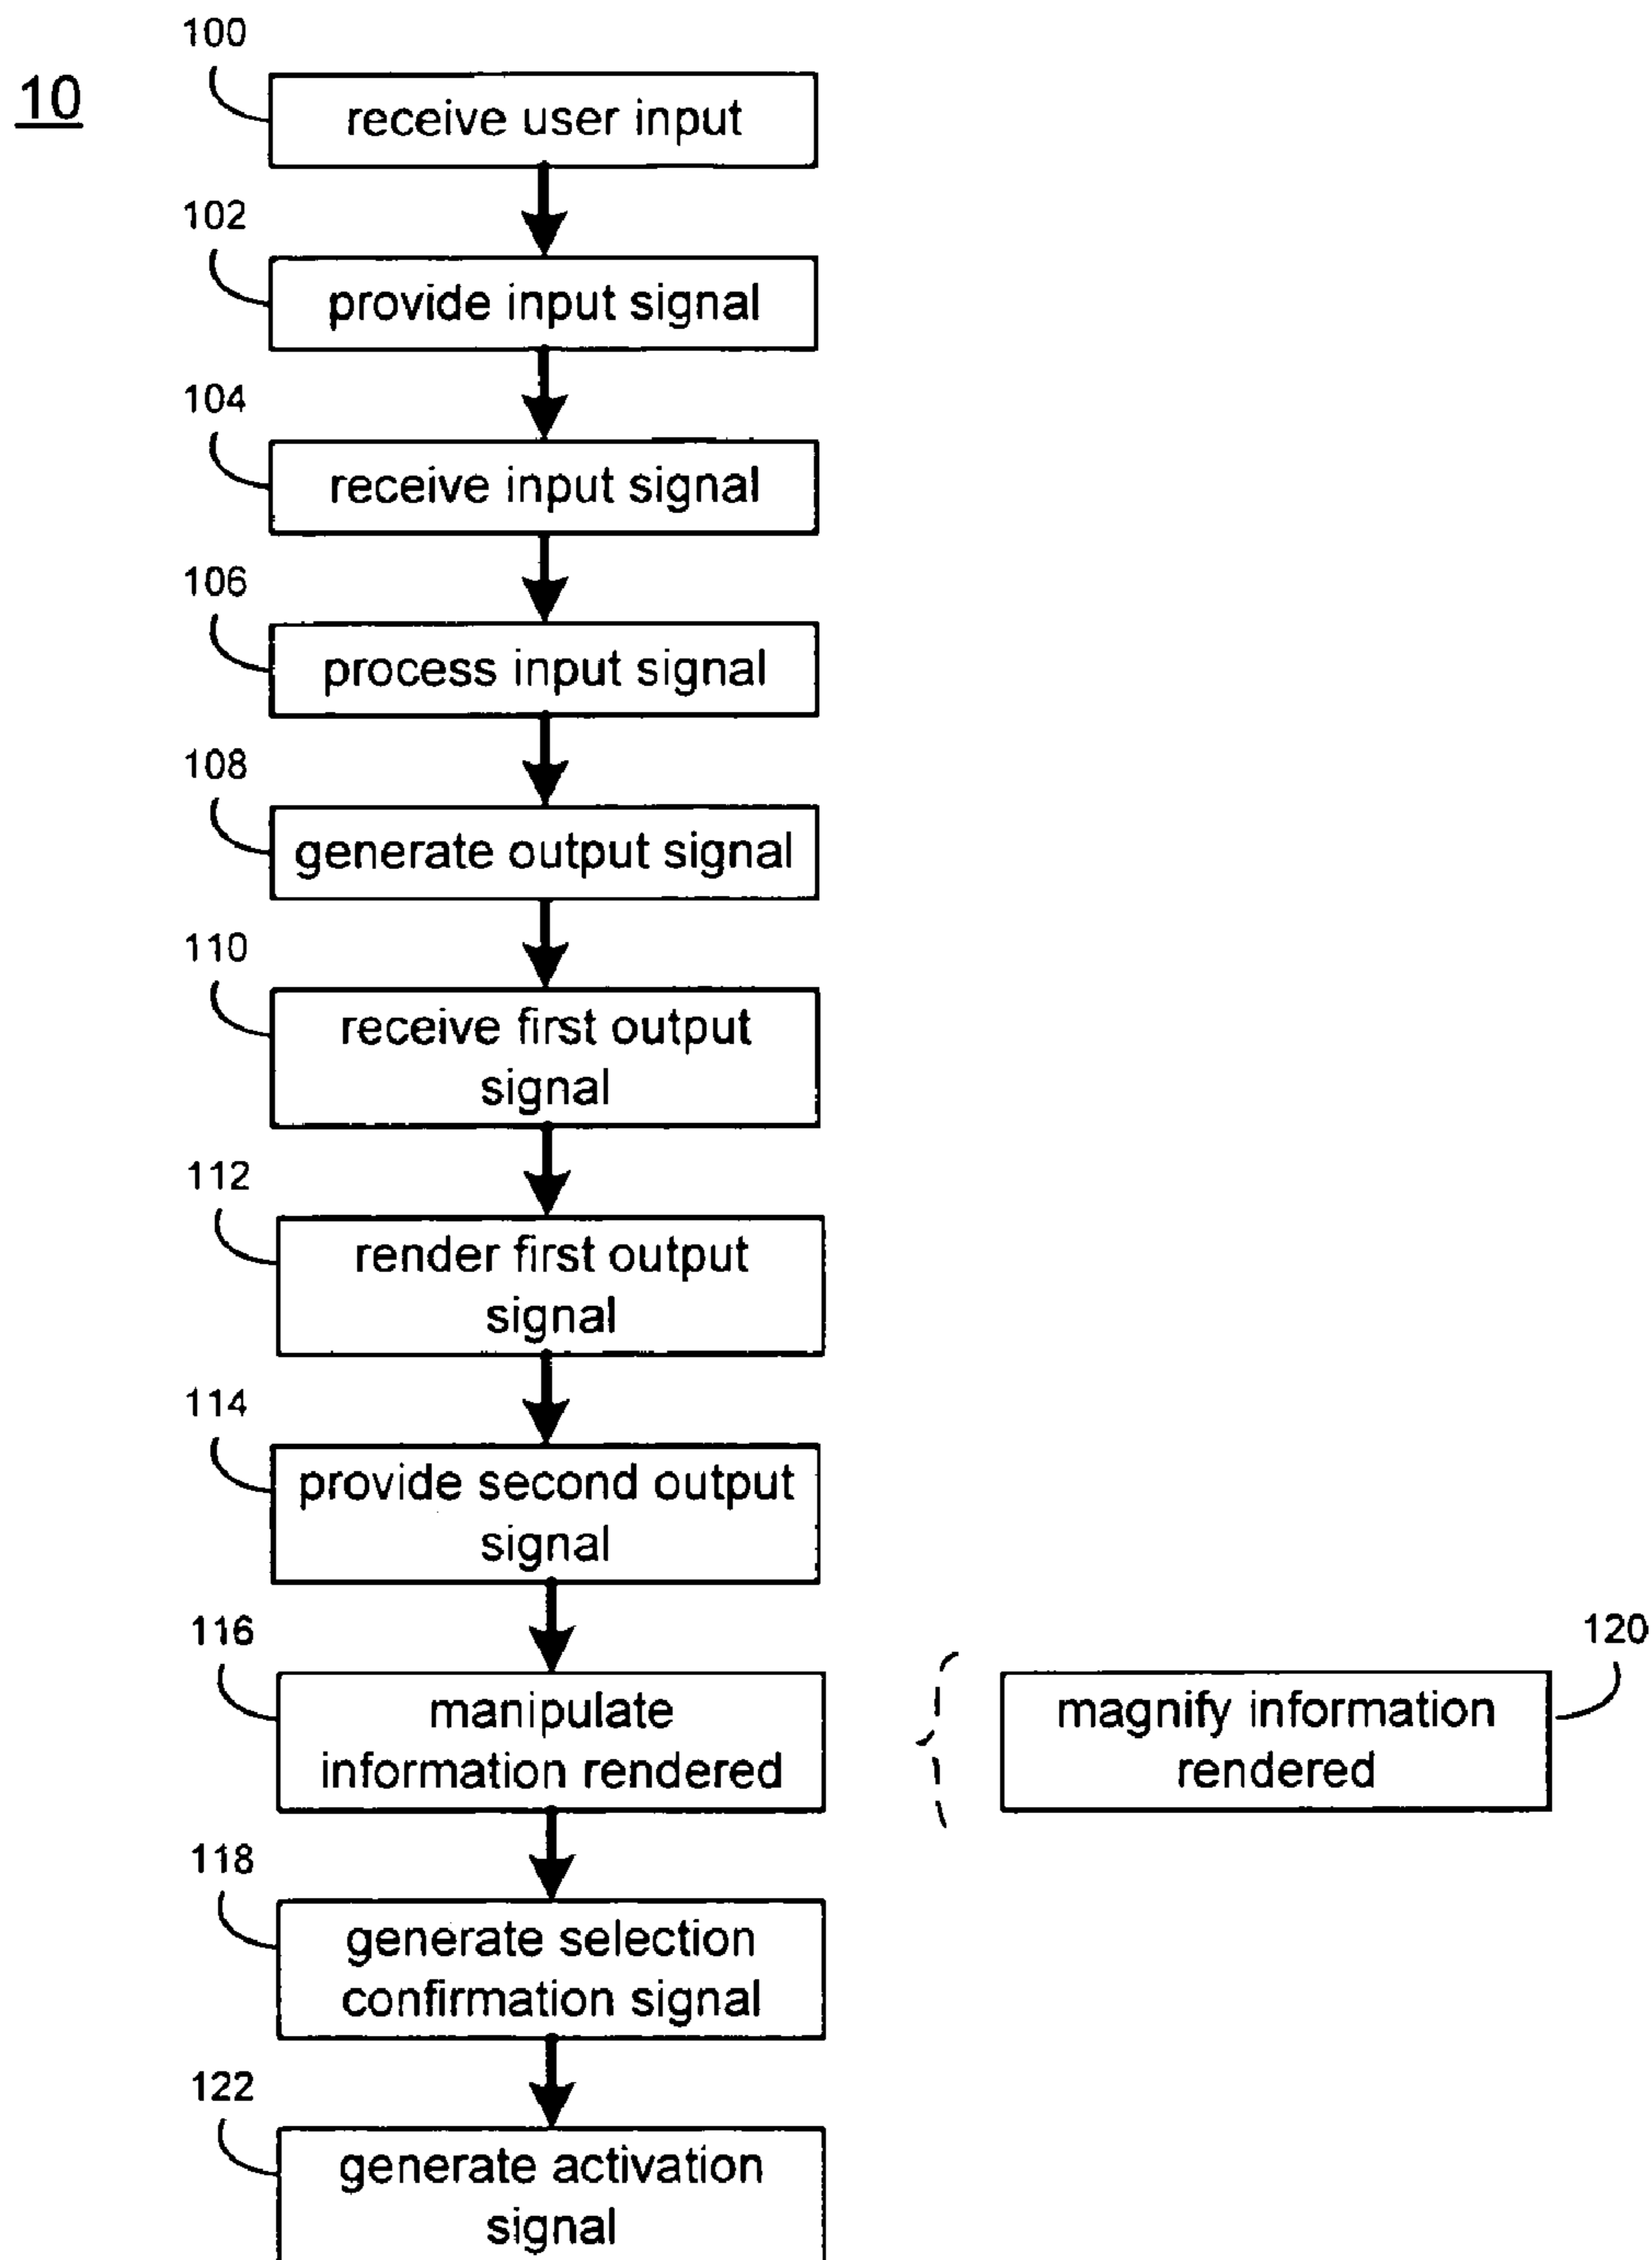 100
10
receive user input
102
provide input signal
104
receive input signal
106
process input signal
108
generate output signal
110
receive first output
signal
112
render first output
signal
114
provide second output
signal
116
manipulate
information rendered
120
magnify information
rendered
118
generate selection
confirmation signal
122
generate activation
signal